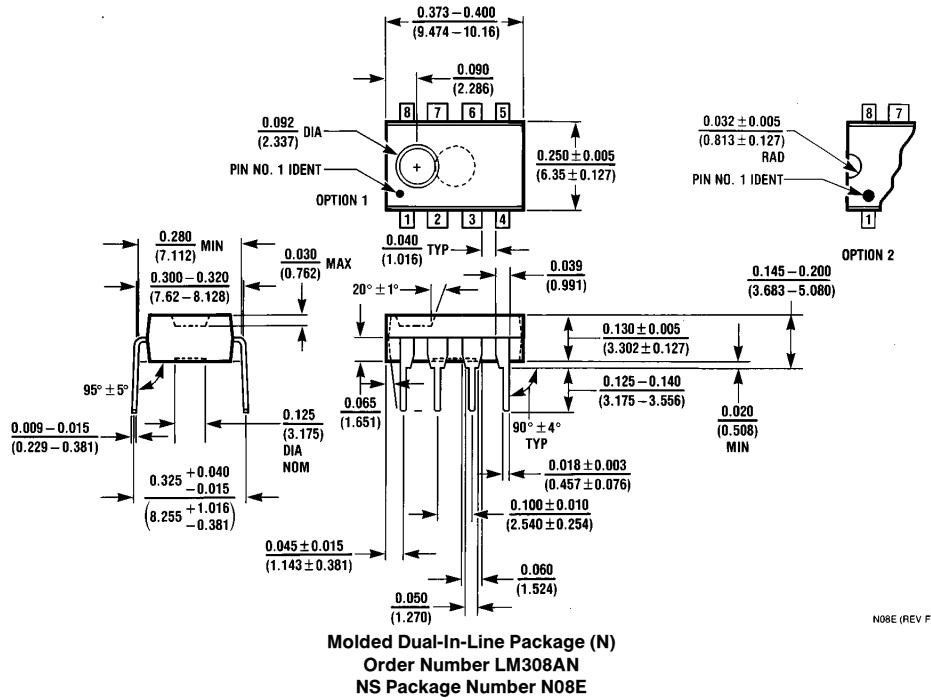 0.373–0.400
(9.474–10.16)
0.090
(2.286)
8 7 6 5
0.092 DIA
(2.337)
PIN NO. 1 IDENT
OPTION 1
1 2 3 4
0.250 ± 0.005
(6.35 ± 0.127)
8 7
0.032 ± 0.005
(0.813 ± 0.127)
RAD
PIN NO. 1 IDENT
1
OPTION 2
0.280 MIN
(7.112)
0.030 MAX
(0.762)
0.300–0.320
(7.62–8.128)
0.040 TYP
(1.016)
0.039
(0.991)
0.145–0.200
(3.683–5.080)
20° ±1°
0.130 ± 0.005
(3.302 ± 0.127)
95° ±5°
0.065
(1.651)
0.125–0.140
(3.175–3.556)
0.020
(0.508)
MIN
90° ±4°
TYP
0.009–0.015
(0.229–0.381)
0.125
(3.175)
DIA
NOM
0.018 ± 0.003
(0.457 ± 0.076)
0.325 +0.040
–0.015
(8.255 +1.016
–0.381)
0.100 ± 0.010
(2.540 ± 0.254)
0.045 ± 0.015
(1.143 ± 0.381)
0.060
(1.524)
0.050
(1.270)
N08E (REV F
Molded Dual-In-Line Package (N)
Order Number LM308AN
NS Package Number N08E